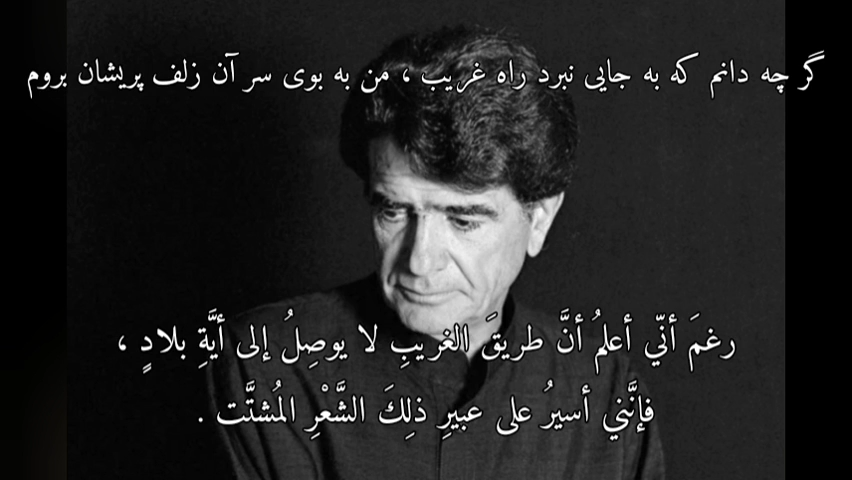 گر چه دانم که به جایی نبرد راه غریب ، من به بوی سر آن زلف پریشان بروم
رغمَ أنّي أعلمُ أنَّ طريقَ الغريبِ لا يوصِلُ إلى أيَّةِ بلادٍ ،
فإنَّني أسيرُ على عبيرِ ذلِكَ الشَّعْرِ المُشتَّت .